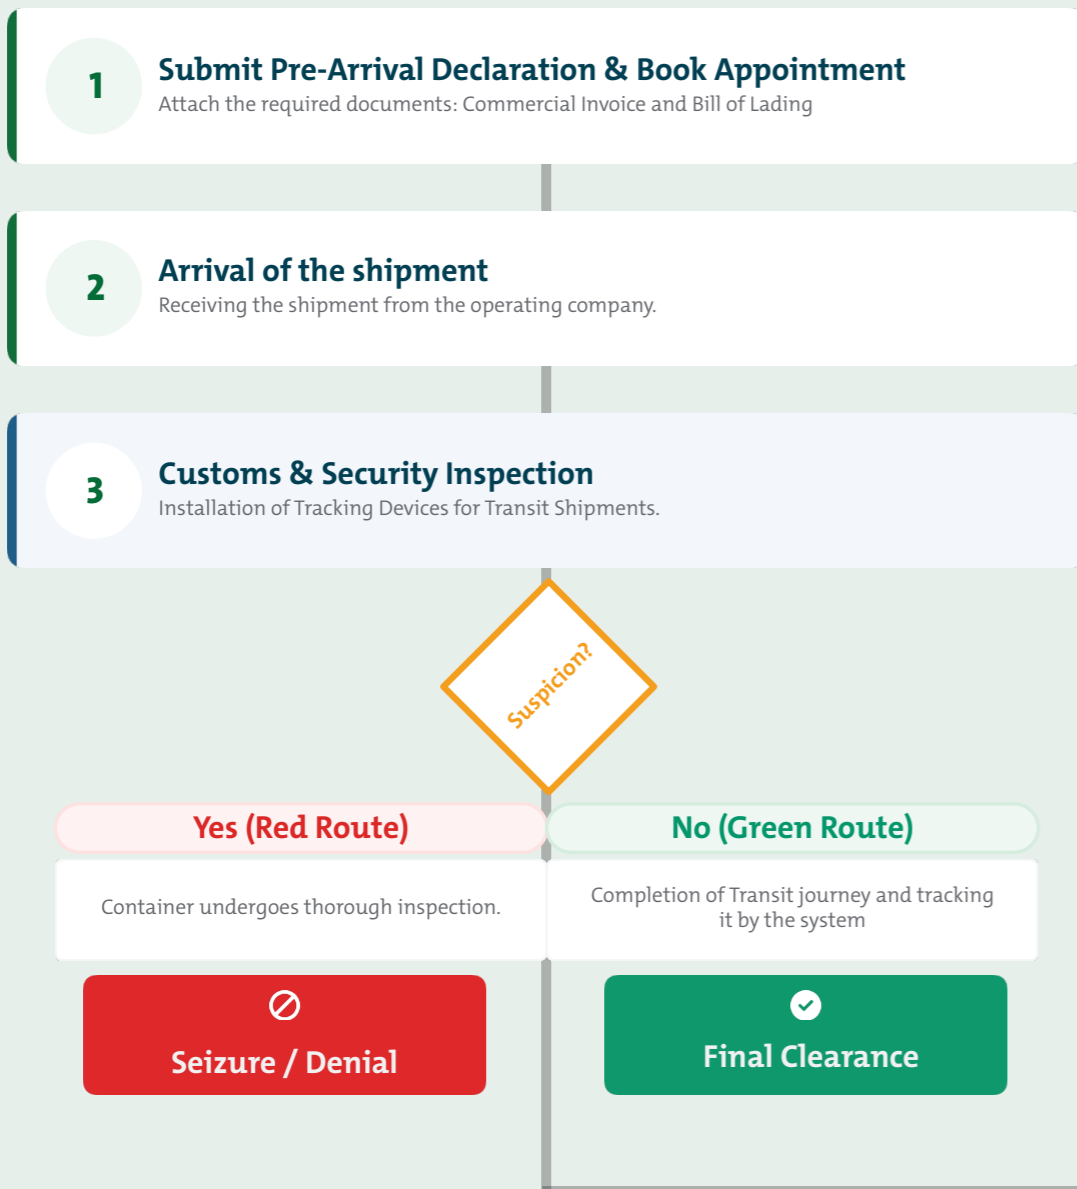 1
Submit Pre-Arrival Declaration & Book Appointment
Attach the required documents: Commercial Invoice and Bill of Lading
2
Arrival of the shipment
Receiving the shipment from the operating company.
3
Customs & Security Inspection
Installation of Tracking Devices for Transit Shipments.
Suspicion?
Yes (Red Route)
Container undergoes thorough inspection.
Seizure / Denial
No (Green Route)
Completion of Transit journey and tracking
it by the system
Final Clearance